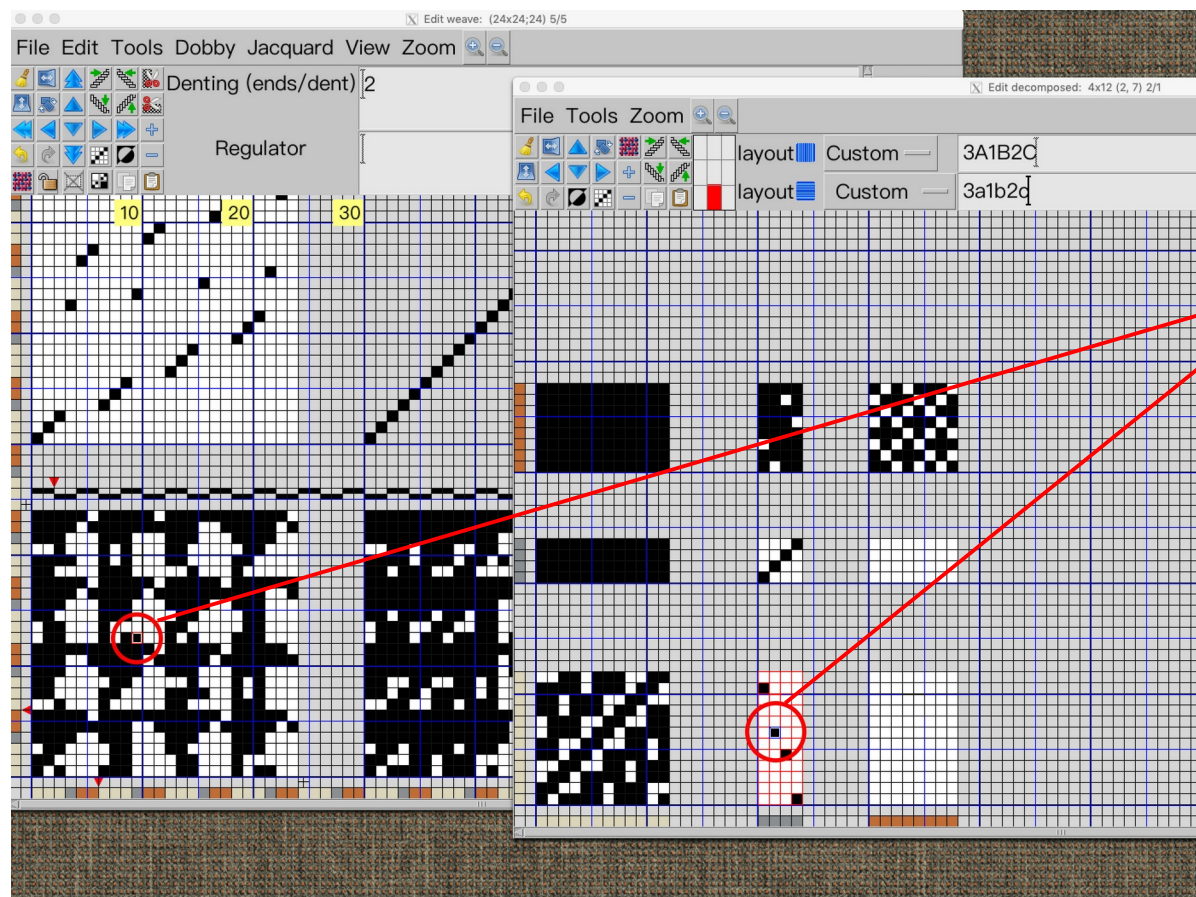 Edit weave: (24x24;24) 5/5
File Edit Tools Dobby Jacquard View Zoom
Denting (ends/dent) 2
Regulator
10 20 30
Edit decomposed: 4x12 (2, 7) 2/1
File Tools Zoom
layout Custom 3A1B2C
layout Custom 3a1b2c